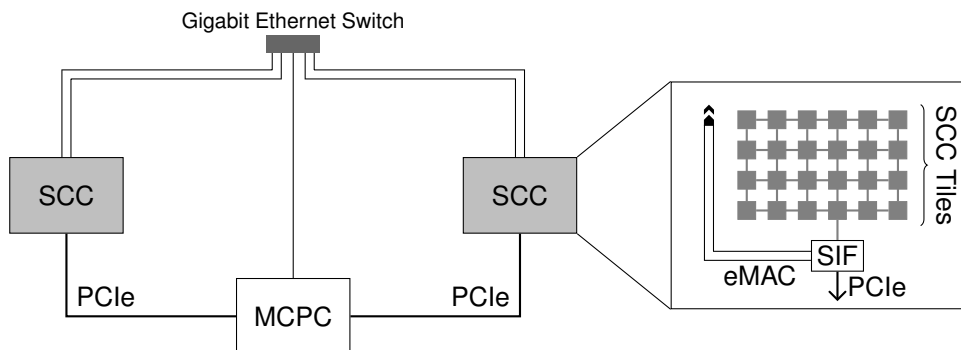 Gigabit Ethernet Switch
SCC
SCC
PCIe
PCIe
MCPC
SCC Tiles
SIF
eMAC
PCIe